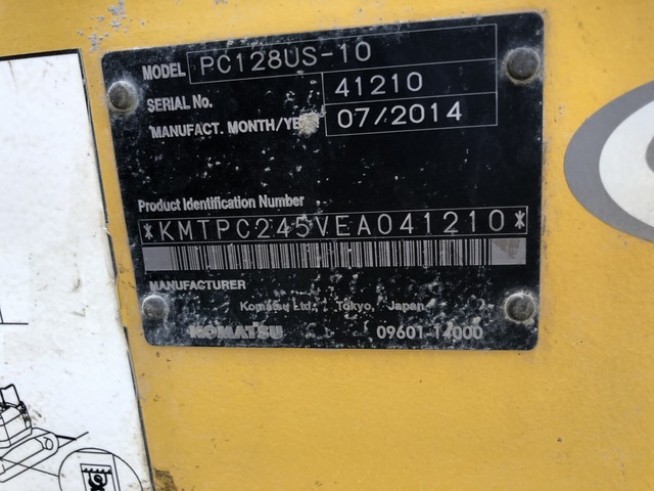 MODEL PC128US-10
SERIAL No. 41210
MANUFACT. MONTH/YEAR 07/2014
Product Identification Number
*KMTPC245VEA041210*
MANUFACTURER
Komatsu Ltd., Tokyo, Japan
KOMATSU 09601-14000